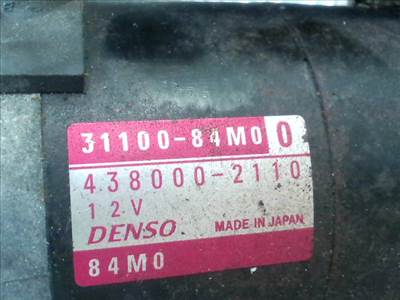 31100-84M0 0
438000-2110
12V
DENSO MADE IN JAPAN
84M0